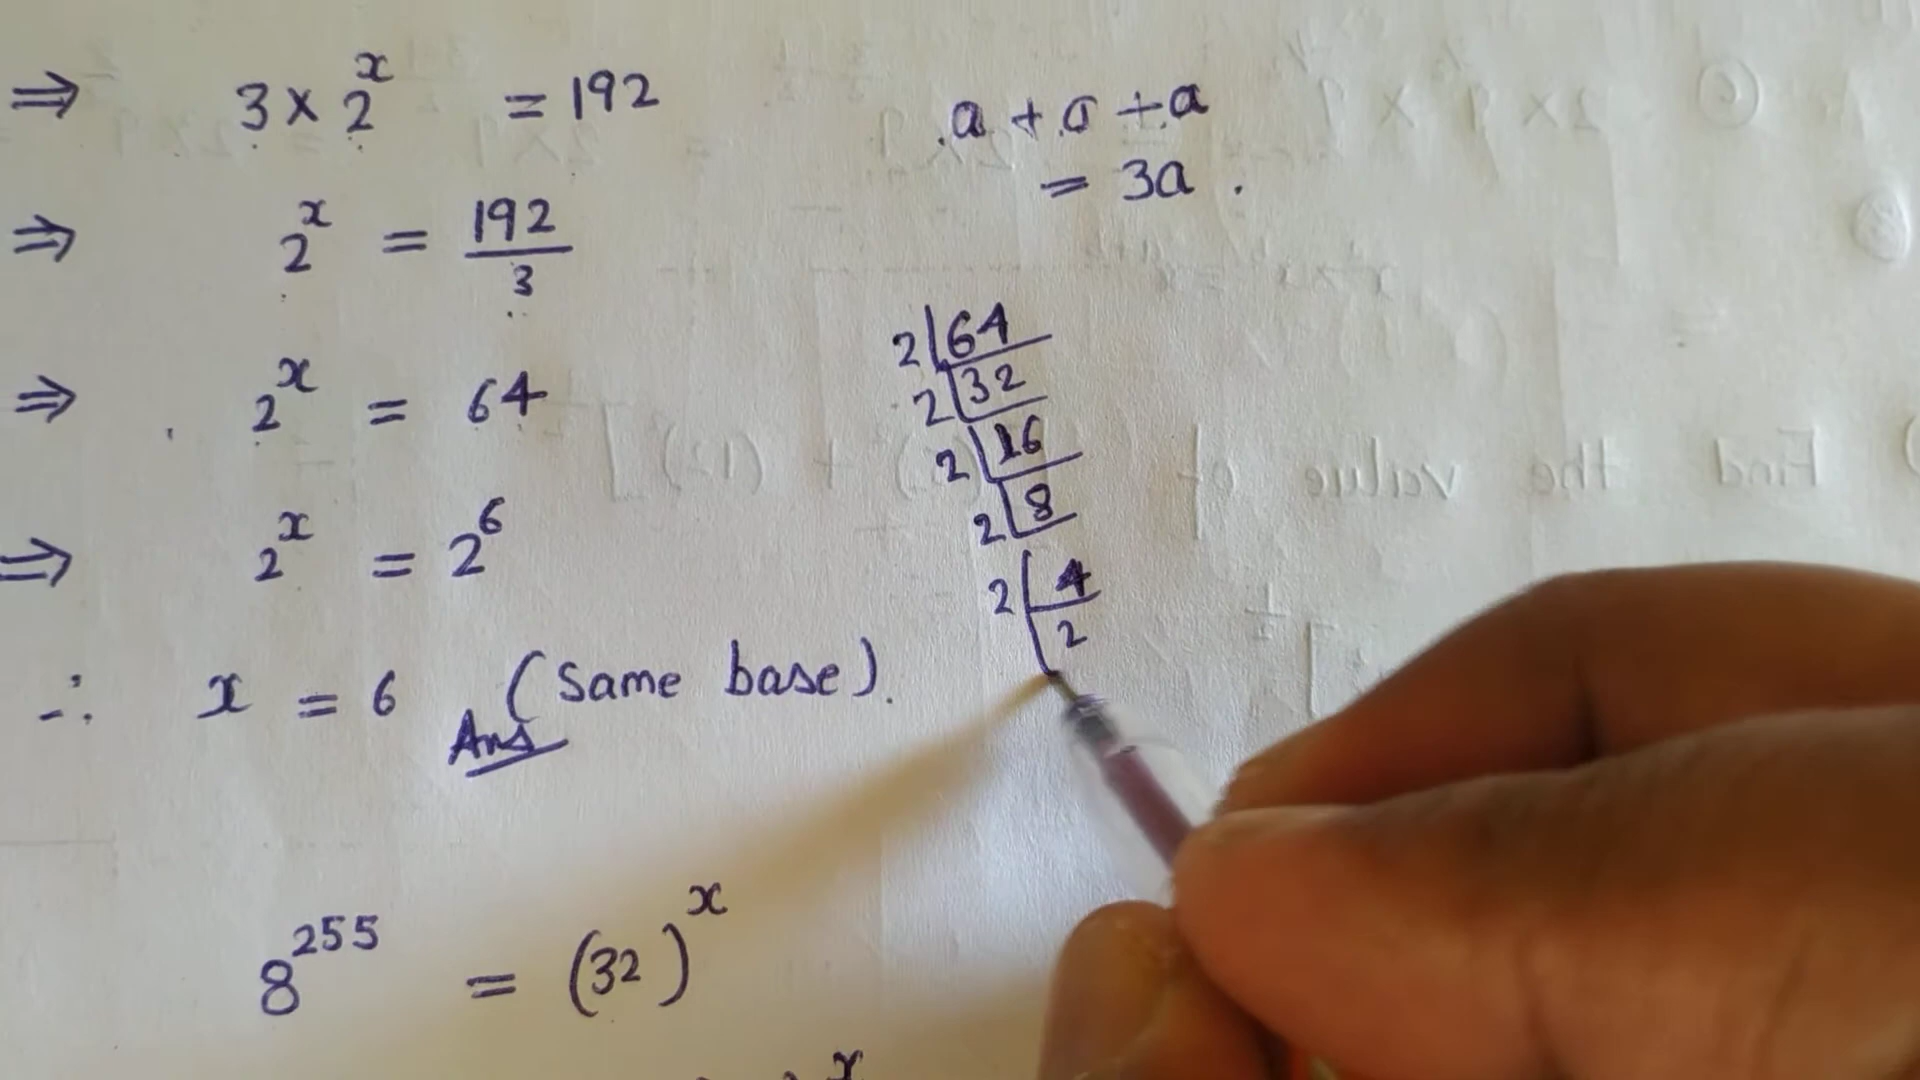 ⇒ 3 × 2^x = 192
⇒ 2^x = 192/3
⇒ 2^x = 64
⇒ 2^x = 2^6
∴ x = 6 (Same base).
Ans
a + a + a
= 3a .
2 | 64
2 | 32
2 | 16
2 | 8
2 | 4
2
8^255 = (32)^x
x